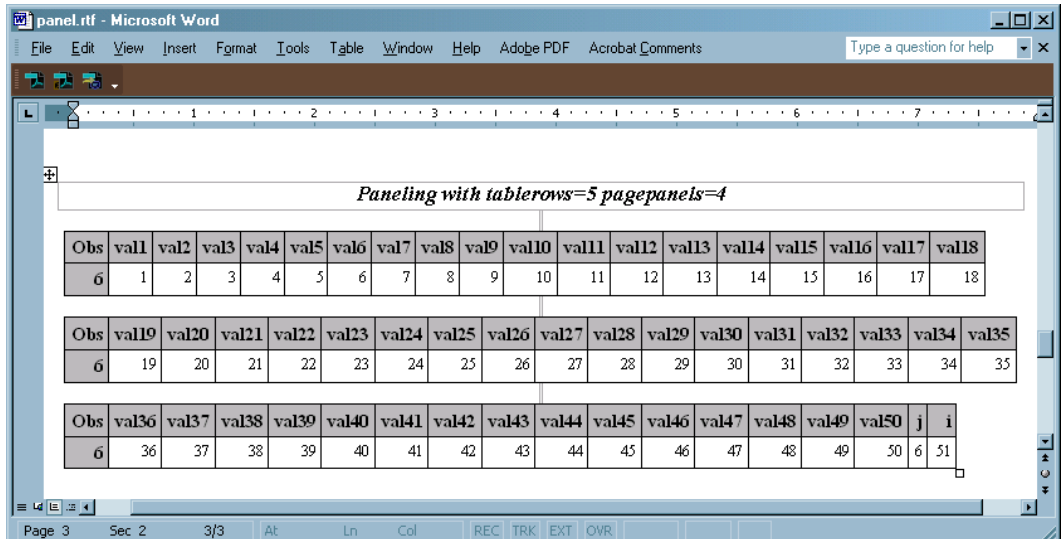 panel.rtf - Microsoft Word
File Edit View Insert Format Tools Table Window Help Adobe PDF Acrobat Comments Type a question for help
1 2 3 4 5 6 7
Paneling with tablerows=5 pagepanels=4
Obs val1 val2 val3 val4 val5 val6 val7 val8 val9 val10 val11 val12 val13 val14 val15 val16 val17 val18
6 1 2 3 4 5 6 7 8 9 10 11 12 13 14 15 16 17 18
Obs val19 val20 val21 val22 val23 val24 val25 val26 val27 val28 val29 val30 val31 val32 val33 val34 val35
6 19 20 21 22 23 24 25 26 27 28 29 30 31 32 33 34 35
Obs val36 val37 val38 val39 val40 val41 val42 val43 val44 val45 val46 val47 val48 val49 val50 j i
6 36 37 38 39 40 41 42 43 44 45 46 47 48 49 50 6 51
Page 3 Sec 2 3/3 At Ln Col REC TRK EXT OVR